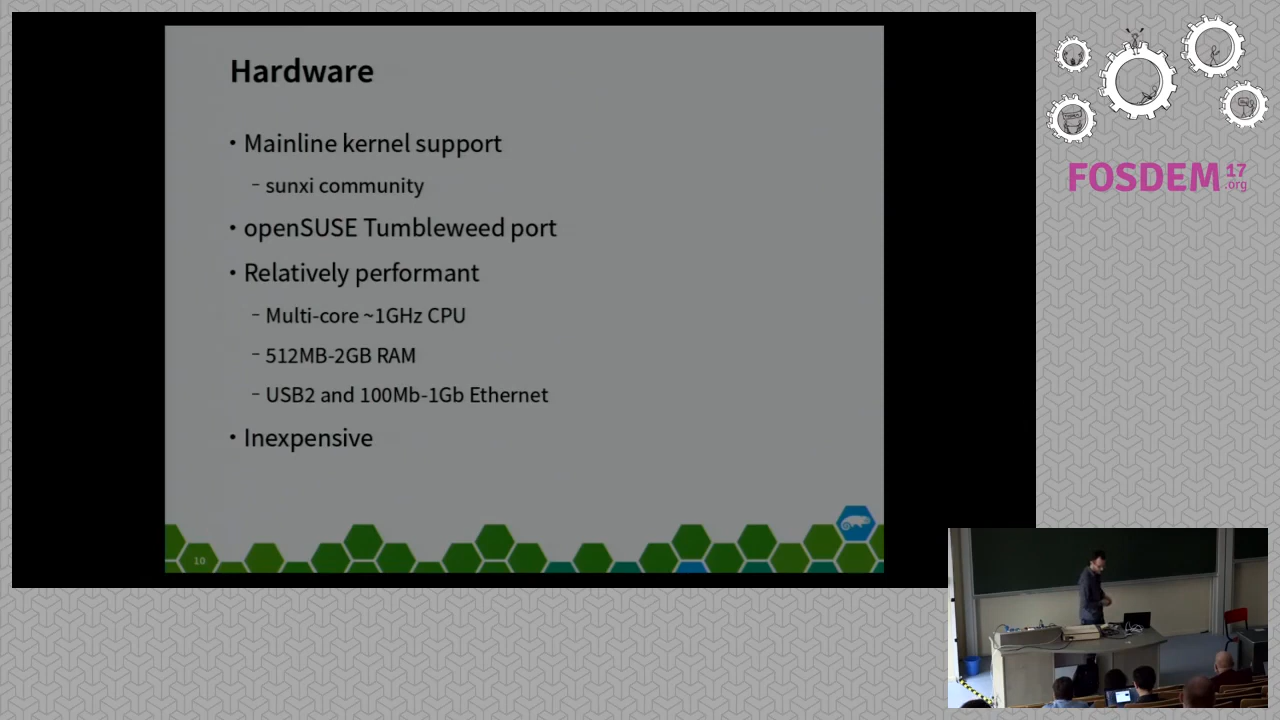 Hardware
• Mainline kernel support
– sunxi community
• openSUSE Tumbleweed port
• Relatively performant
– Multi-core ~1GHz CPU
– 512MB-2GB RAM
– USB2 and 100Mb-1Gb Ethernet
• Inexpensive
10
FOSDEM 17
.org